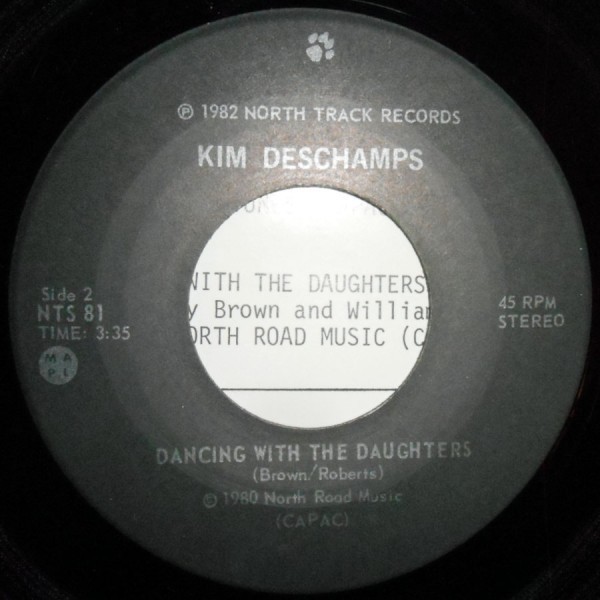 ℗ 1982 NORTH TRACK RECORDS
KIM DESCHAMPS
WITH THE DAUGHTERS
y Brown and William
ORTH ROAD MUSIC (C
Side 2
NTS 81
TIME: 3:35
M A
P L
45 RPM
STEREO
DANCING WITH THE DAUGHTERS
(Brown/Roberts)
© 1980 North Road Music
(CAPAC)